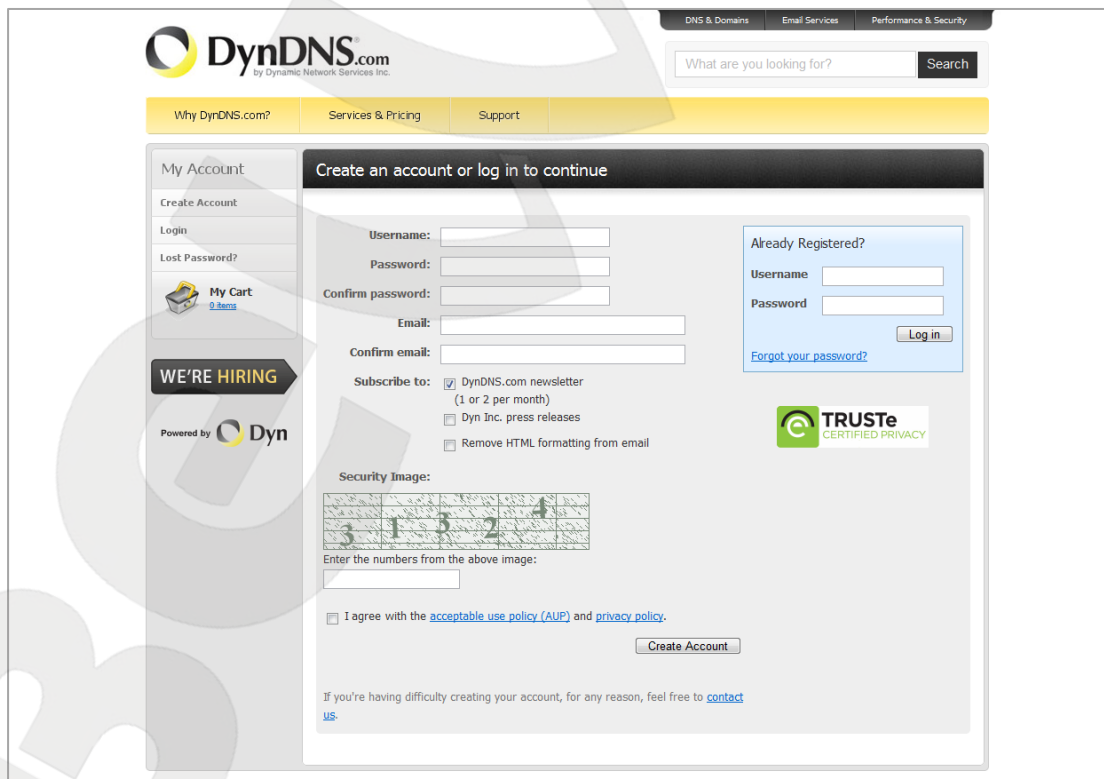 DNS & Domains
Email Services
Performance & Security
DynDNS.com
by Dynamic Network Services Inc.
What are you looking for?
Search
Why DynDNS.com?
Services & Pricing
Support
My Account
Create Account
Login
Lost Password?
My Cart
0 items
WE'RE HIRING
Powered by Dyn
Create an account or log in to continue
Username:
Password:
Confirm password:
Email:
Confirm email:
Subscribe to:
DynDNS.com newsletter
(1 or 2 per month)
Dyn Inc. press releases
Remove HTML formatting from email
Security Image:
3 1 3 2 4
Enter the numbers from the above image:
I agree with the acceptable use policy (AUP) and privacy policy.
Create Account
If you're having difficulty creating your account, for any reason, feel free to contact
us.
Already Registered?
Username
Password
Log in
Forgot your password?
TRUSTe
CERTIFIED PRIVACY